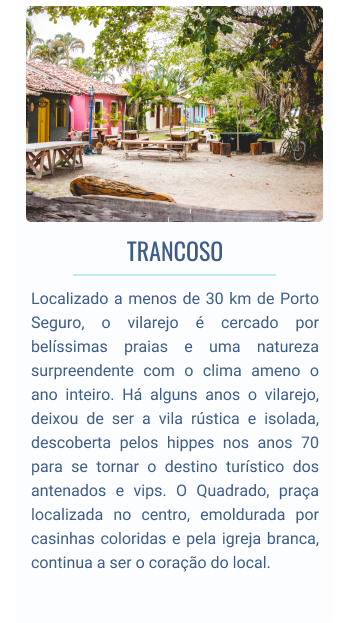 TRANCOSO
Localizado a menos de 30 km de Porto
Seguro, o vilarejo é cercado por
belíssimas praias e uma natureza
surpreendente com o clima ameno o
ano inteiro. Há alguns anos o vilarejo,
deixou de ser a vila rústica e isolada,
descoberta pelos hippes nos anos 70
para se tornar o destino turístico dos
antenados e vips. O Quadrado, praça
localizada no centro, emoldurada por
casinhas coloridas e pela igreja branca,
continua a ser o coração do local.